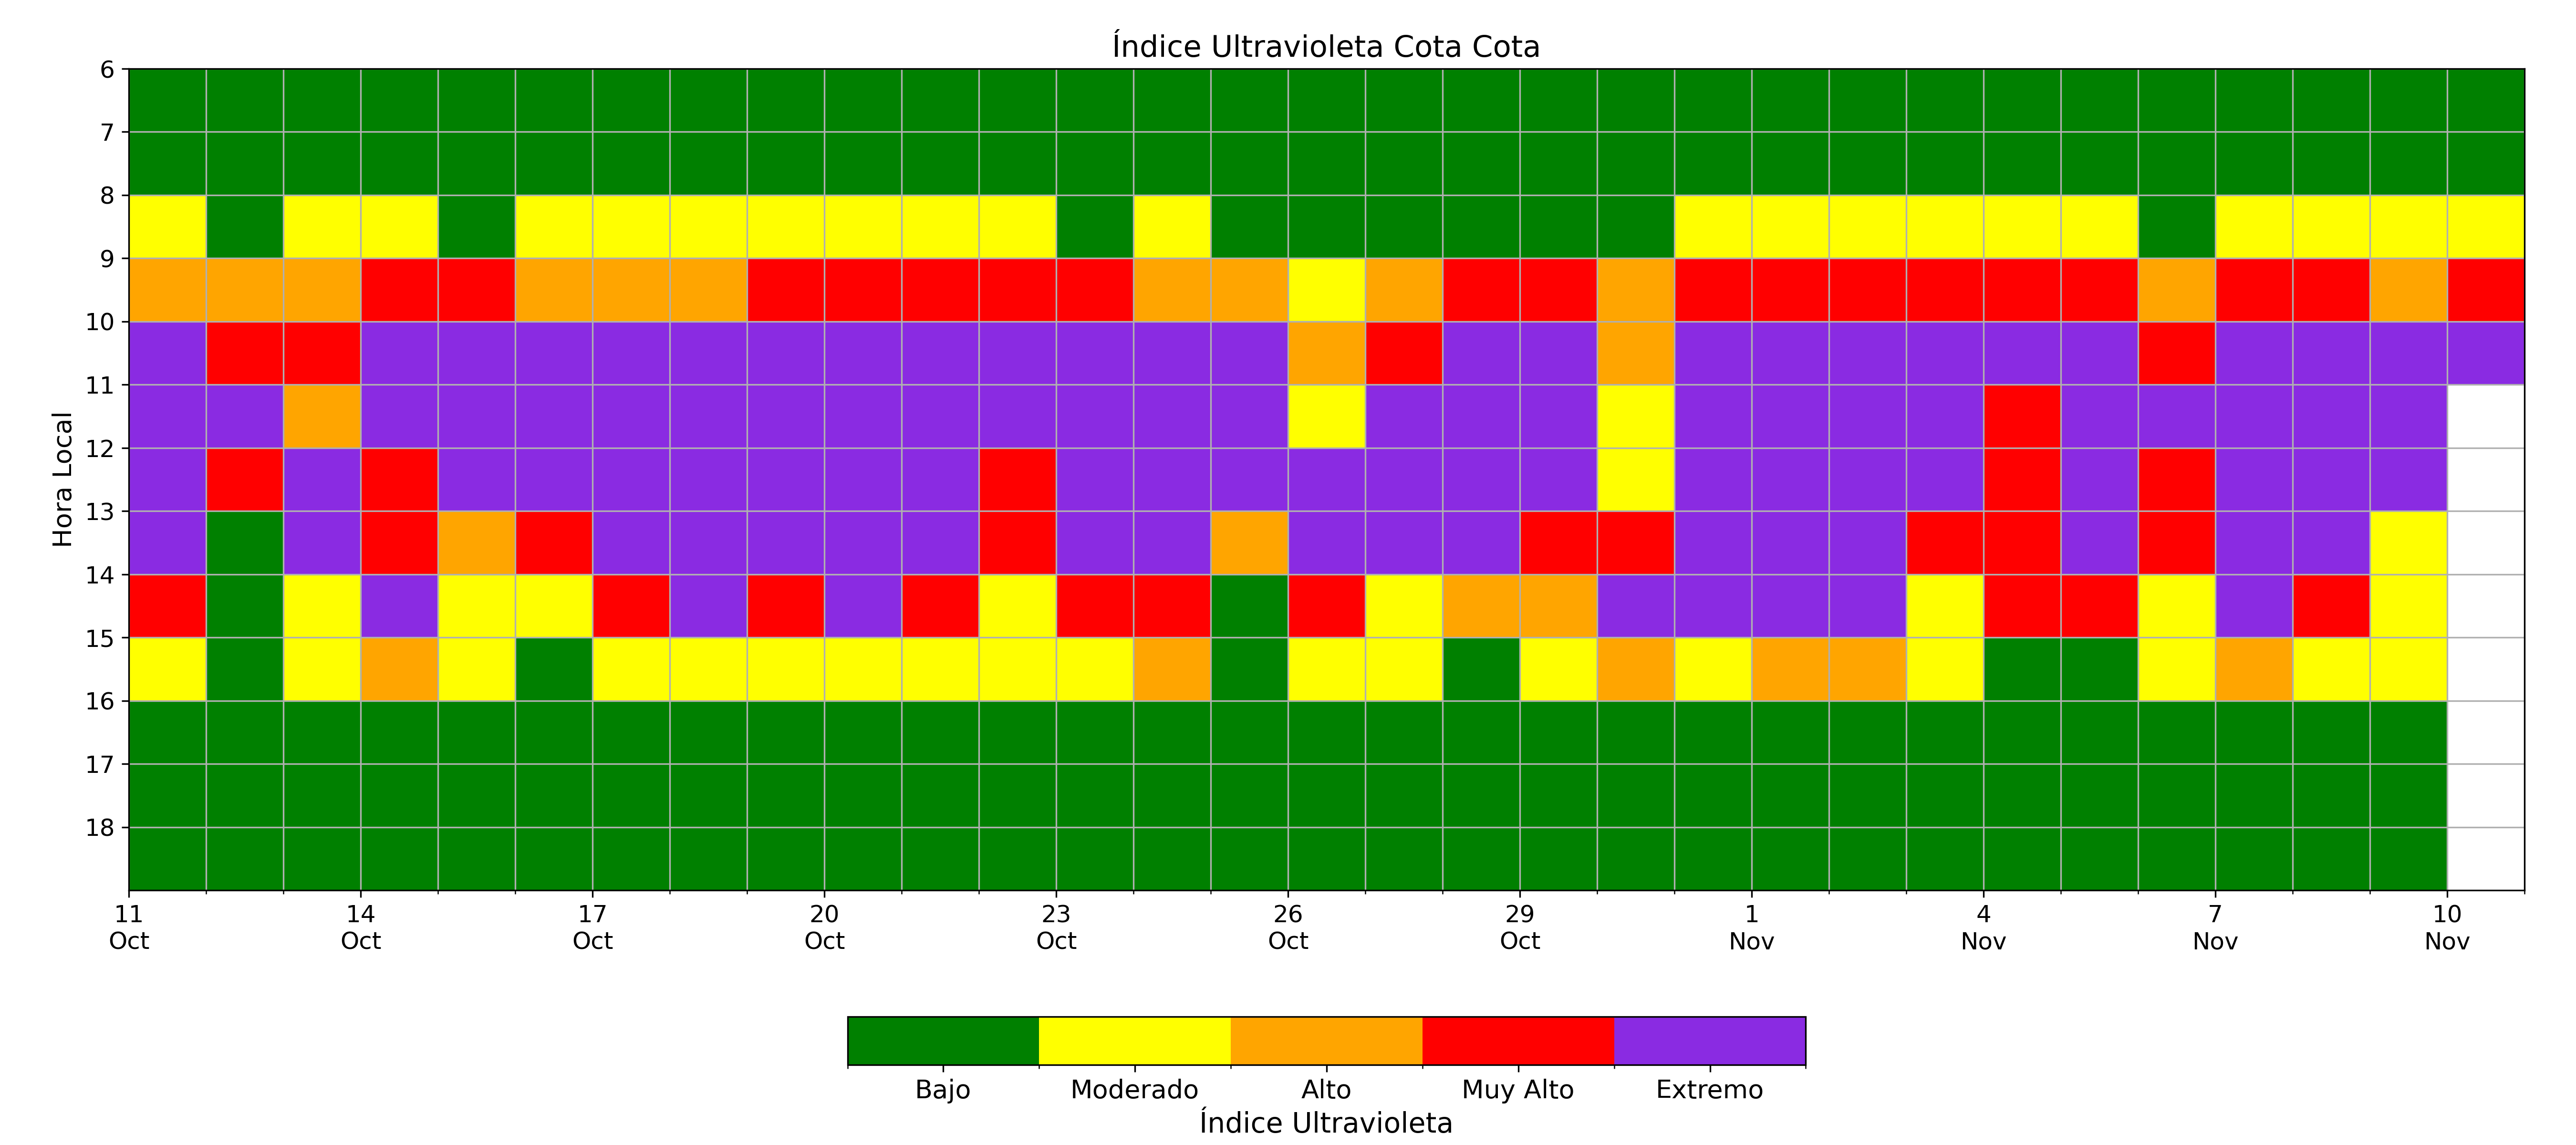 Índice Ultravioleta Cota Cota
Hora Local
6
7
8
9
10
11
12
13
14
15
16
17
18
11 14 17 20 23 26 29 1 4 7 10
Oct Oct Oct Oct Oct Oct Oct Nov Nov Nov Nov
Bajo Moderado Alto Muy Alto Extremo
Índice Ultravioleta